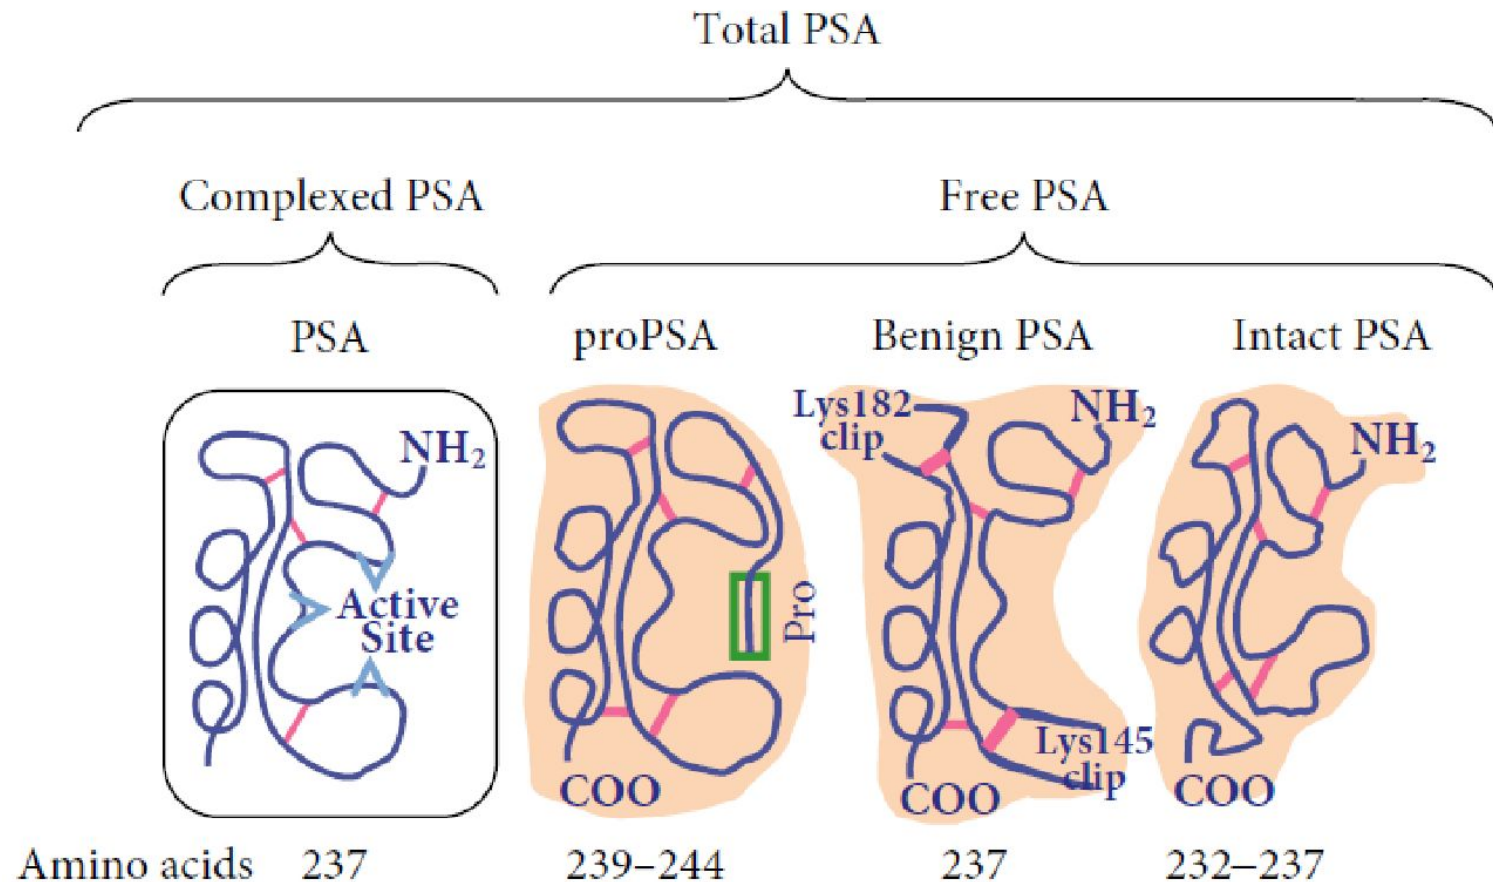 Total PSA
Complexed PSA
Free PSA
PSA
proPSA
Benign PSA
Intact PSA
NH₂
Active
Site
Pro
COO
Lys182
clip
NH₂
Lys145
clip
COO
NH₂
COO
Amino acids 237 239–244 237 232–237